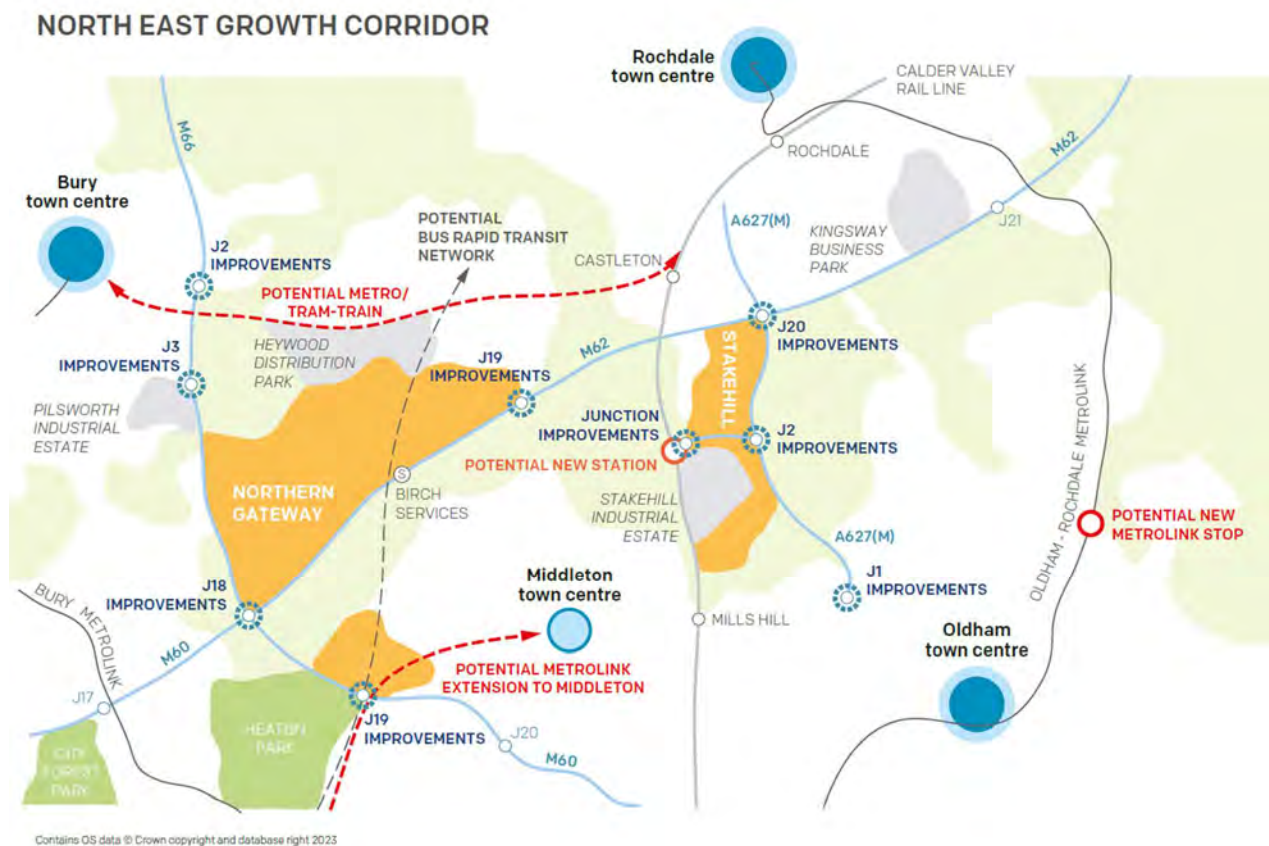 NORTH EAST GROWTH CORRIDOR
Rochdale
town centre
CALDER VALLEY
RAIL LINE
M66
ROCHDALE
M62
Bury
town centre
POTENTIAL
BUS RAPID TRANSIT
NETWORK
A627(M)
KINGSWAY
BUSINESS
PARK
J21
J2
IMPROVEMENTS
CASTLETON
POTENTIAL METRO/
TRAM-TRAIN
J3
IMPROVEMENTS
HEYWOOD
DISTRIBUTION
PARK
J19
IMPROVEMENTS
M62
J20
IMPROVEMENTS
STAKEHILL
PILSWORTH
INDUSTRIAL
ESTATE
JUNCTION
IMPROVEMENTS
J2
IMPROVEMENTS
POTENTIAL NEW STATION
OLDHAM - ROCHDALE METROLINK
NORTHERN
GATEWAY
S
BIRCH
SERVICES
STAKEHILL
INDUSTRIAL
ESTATE
A627(M)
POTENTIAL NEW
METROLINK STOP
J18
IMPROVEMENTS
Middleton
town centre
J1
IMPROVEMENTS
BURY METROLINK
MILLS HILL
Oldham
town centre
M60
POTENTIAL METROLINK
EXTENSION TO MIDDLETON
J17
HEATON
PARK
J19
IMPROVEMENTS
J20
M60
CITY
FOREST
PARK
Contains OS data © Crown copyright and database right 2023